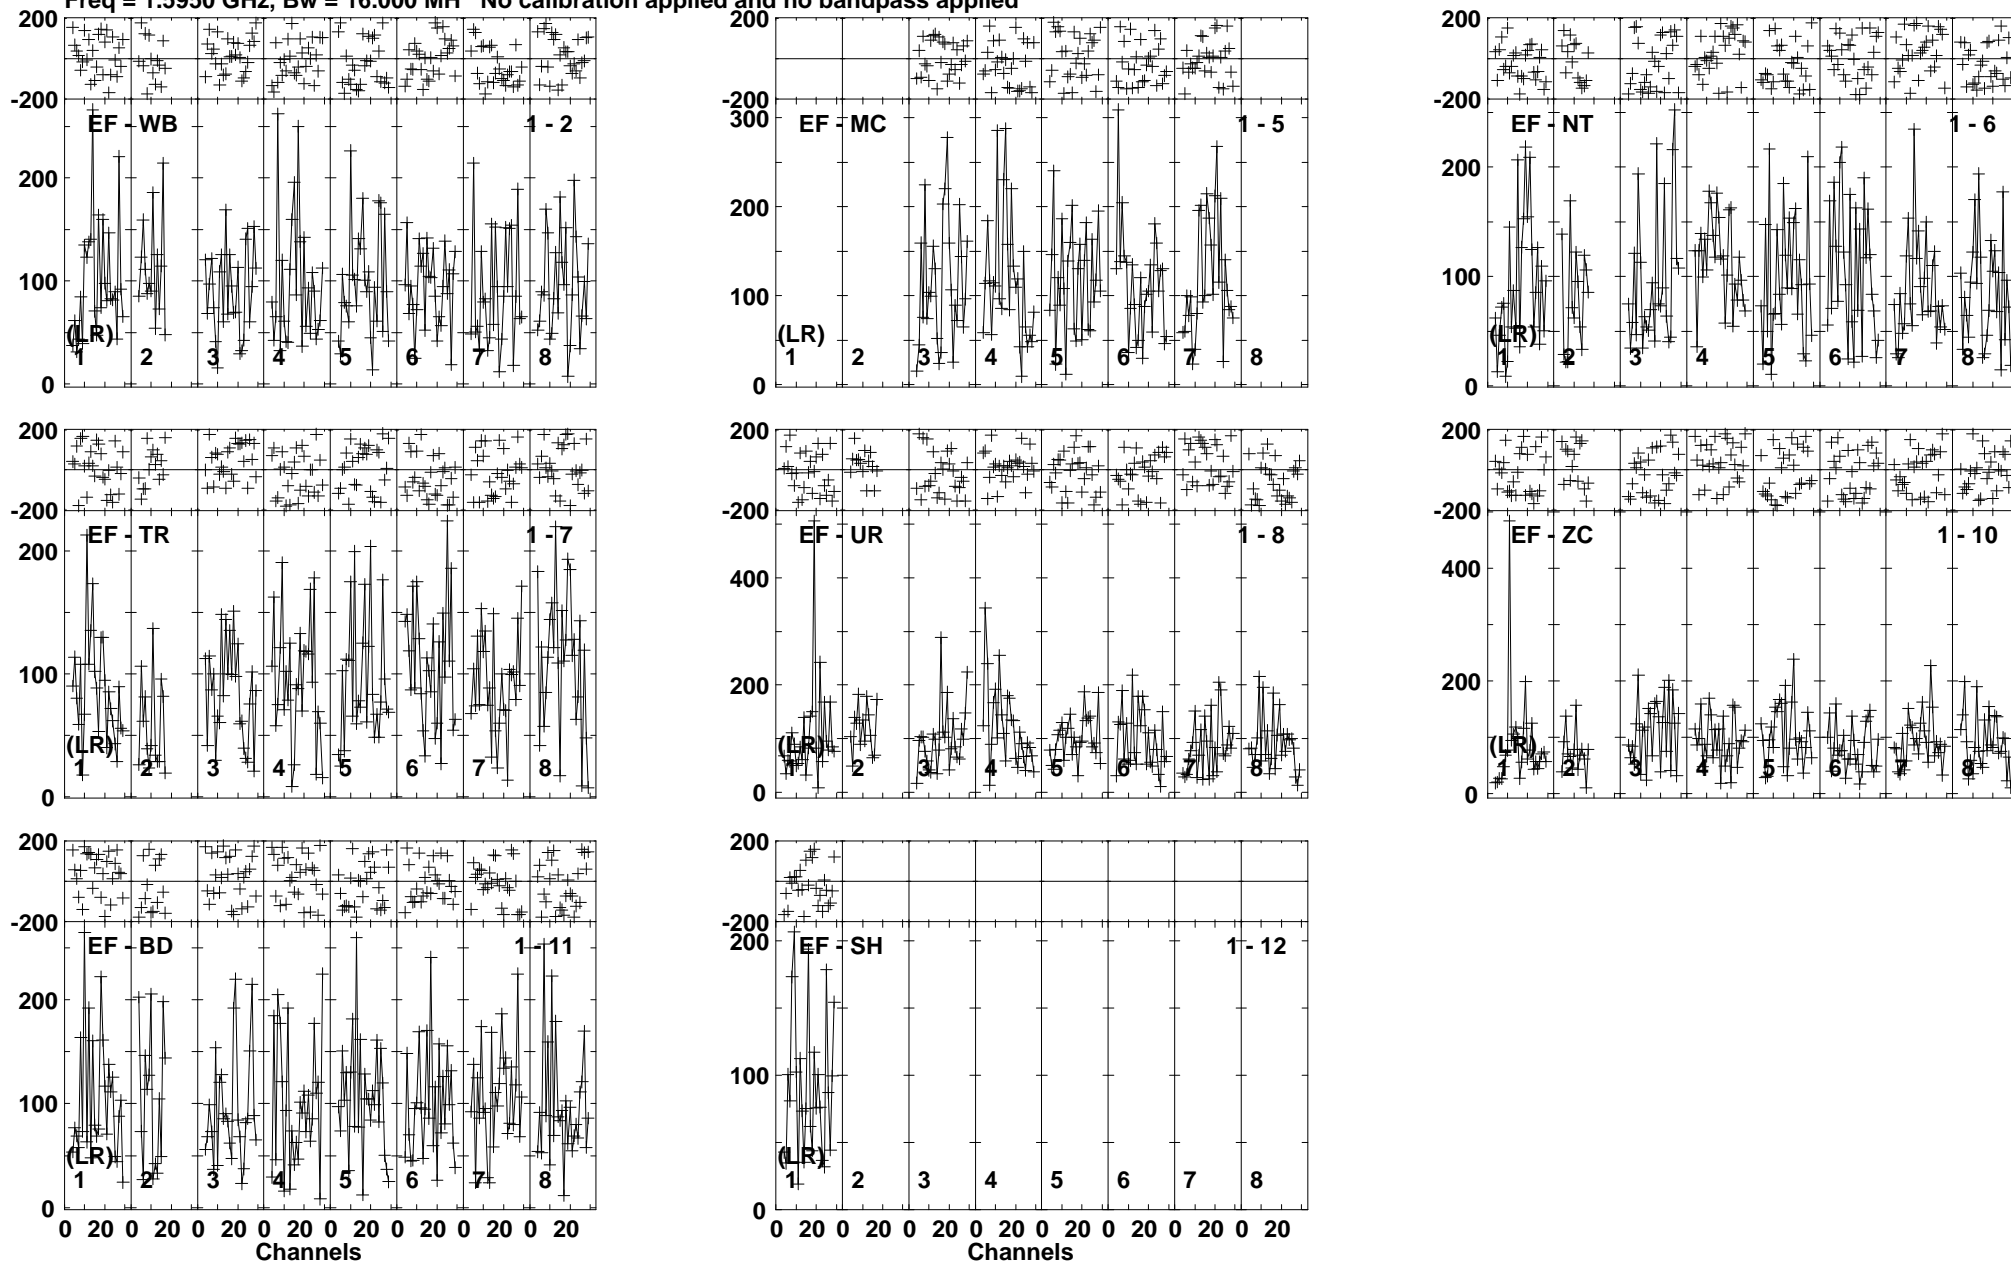 Freq = 1.5950 GHz, Bw = 16.000 MH No calibration applied and no bandpass applied
200 200 200
-200 -200 -200
EF - WB 1 - 2 300 EF - MC 1 - 5 EF - NT 1 - 6
200 200 200
100 100 100
(LR) (LR) (LR)
1 2 3 4 5 6 7 8 1 2 3 4 5 6 7 8 1 2 3 4 5 6 7 8
0 0 0
200 200 200
-200 -200 -200
EF - TR 1 - 7 EF - UR 1 - 8 EF - ZC 1 - 10
200 400 400
100 200 200
(LR) (LR) (LR)
1 2 3 4 5 6 7 8 1 2 3 4 5 6 7 8 1 2 3 4 5 6 7 8
0 0 0
200 200
-200 -200
EF - BD 1 - 11 200 EF - SH 1 - 12
200
100 100
(LR) (LR)
1 2 3 4 5 6 7 8 1 2 3 4 5 6 7 8
0 0
0 20 0 20 0 20 0 20 0 20 0 20 0 20 0 20 0 20 0 20 0 20 0 20 0 20 0 20 0 20 0 20
Channels Channels